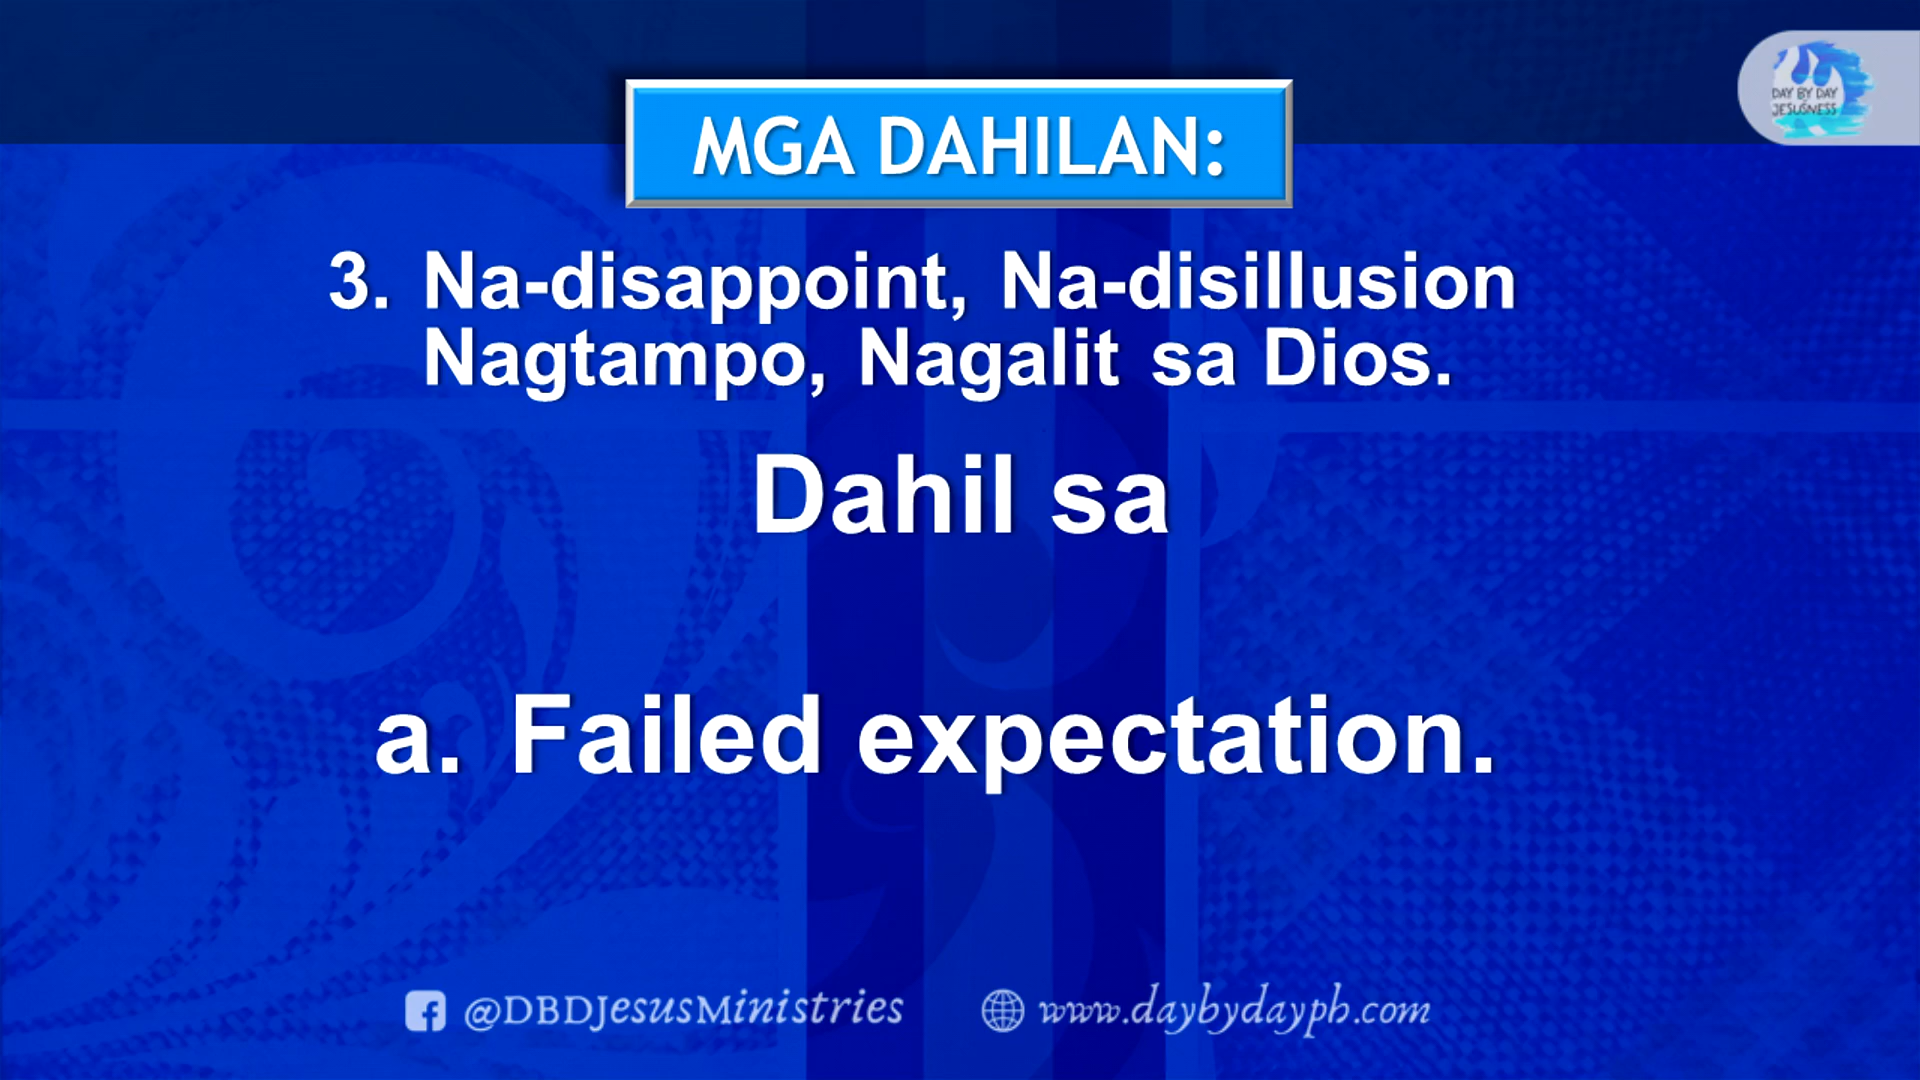 DAY BY DAY
JESUSNESS
MGA DAHILAN:
3. Na-disappoint, Na-disillusion
Nagtampo, Nagalit sa Dios.
Dahil sa
a. Failed expectation.
@DBDJesusMinistries
www.daybydayph.com